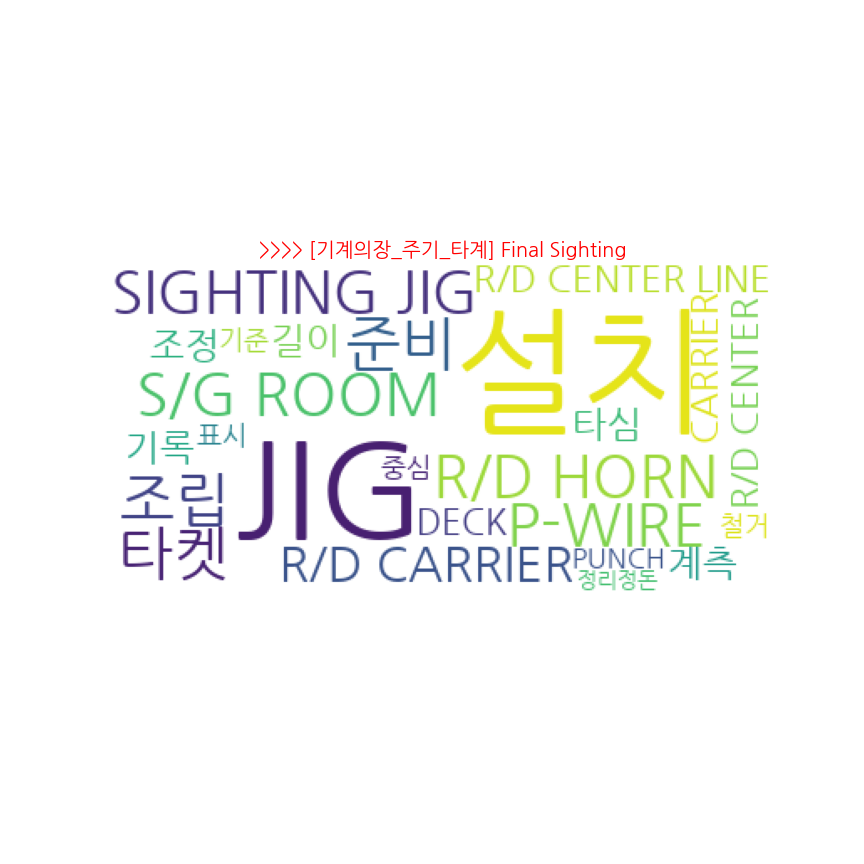 >>>> [기계의장_주기_타계] Final Sighting
SIGHTING JIG
R/D CENTER LINE
조정
기준
길이
준비
설치
CARRIER
R/D CENTER
S/G ROOM
타심
기록
표시
JIG
중심
R/D HORN
조립
DECK
P-WIRE
철거
타켓
R/D CARRIER
PUNCH
계측
정리정돈